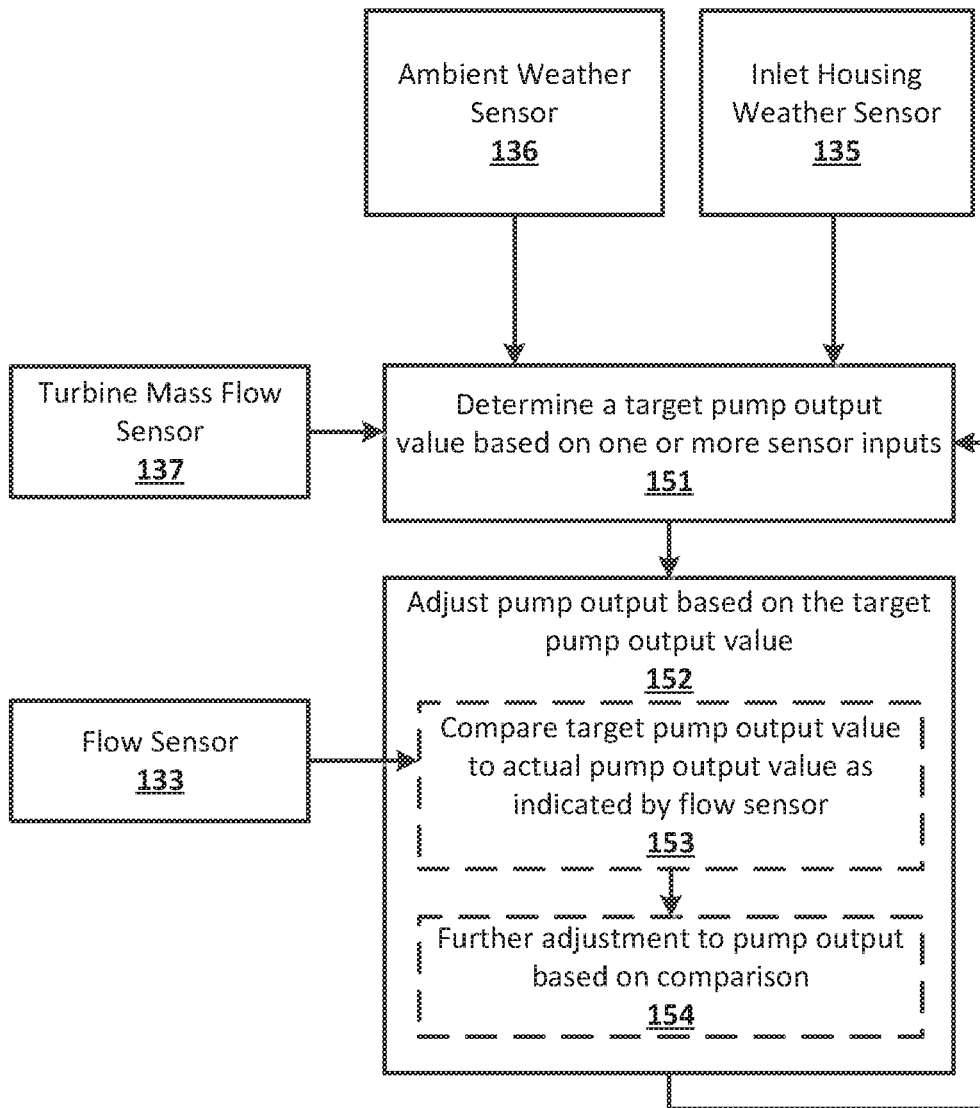 Ambient Weather
Sensor
136
Inlet Housing
Weather Sensor
135
Turbine Mass Flow
Sensor
137
Determine a target pump output
value based on one or more sensor inputs
151
Adjust pump output based on the target
pump output value
152
Flow Sensor
133
Compare target pump output value
to actual pump output value as
indicated by flow sensor
153
Further adjustment to pump output
based on comparison
154